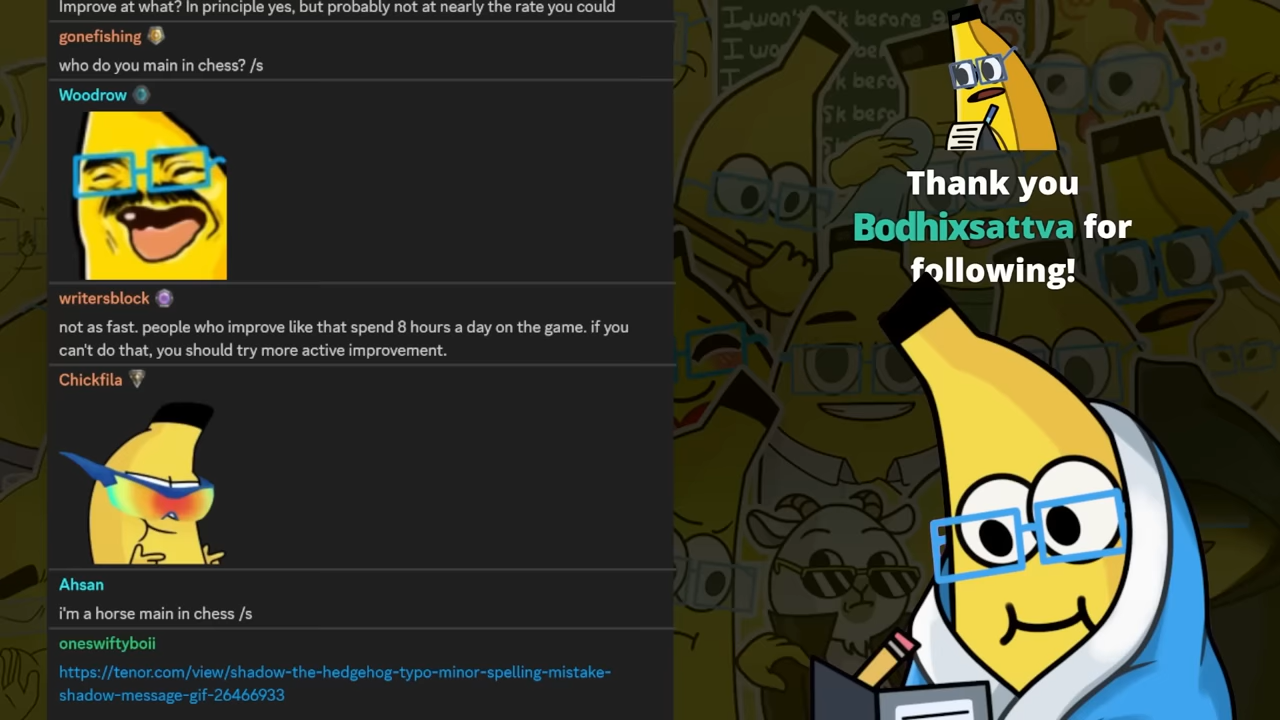 Improve at what? In principle yes, but probably not at nearly the rate you could
gonefishing
who do you main in chess? /s
Woodrow
writersblock
not as fast. people who improve like that spend 8 hours a day on the game. if you
can't do that, you should try more active improvement.
Chickfila
Ahsan
i'm a horse main in chess /s
oneswiftyboii
https://tenor.com/view/shadow-the-hedgehog-typo-minor-spelling-mistake-
shadow-message-gif-26466933
I won't
5k before
Thank you
Bodhixsattva for
following!